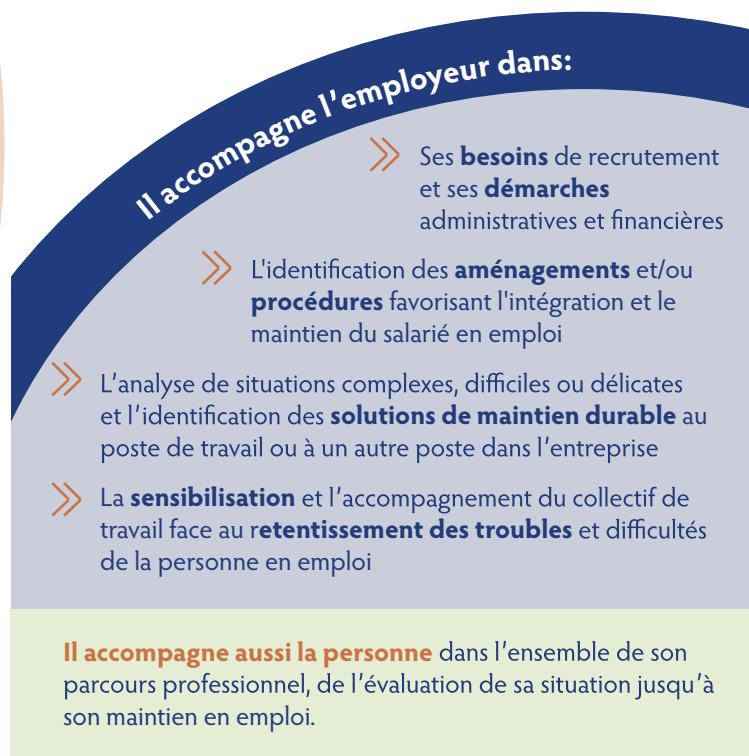 Il accompagne l'employeur dans:
Ses besoins de recrutement
et ses démarches
administratives et financières
L'identification des aménagements et/ou
procédures favorisant l'intégration et le
maintien du salarié en emploi
L'analyse de situations complexes, difficiles ou délicates
et l'identification des solutions de maintien durable au
poste de travail ou à un autre poste dans l'entreprise
La sensibilisation et l'accompagnement du collectif de
travail face au retentissement des troubles et difficultés
de la personne en emploi
Il accompagne aussi la personne dans l'ensemble de son
parcours professionnel, de l'évaluation de sa situation jusqu'à
son maintien en emploi.